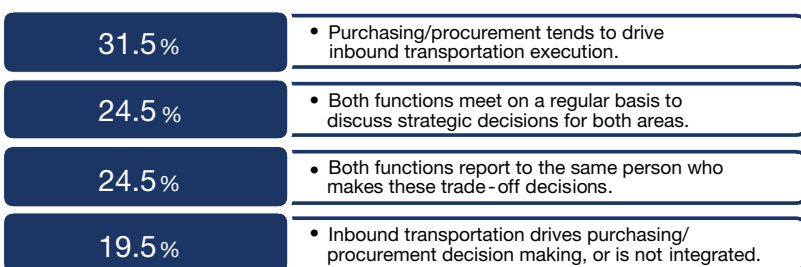 31.5%
• Purchasing/procurement tends to drive
inbound transportation execution.
24.5%
• Both functions meet on a regular basis to
discuss strategic decisions for both areas.
24.5%
• Both functions report to the same person who
makes these trade-off decisions.
19.5%
• Inbound transportation drives purchasing/
procurement decision making, or is not integrated.